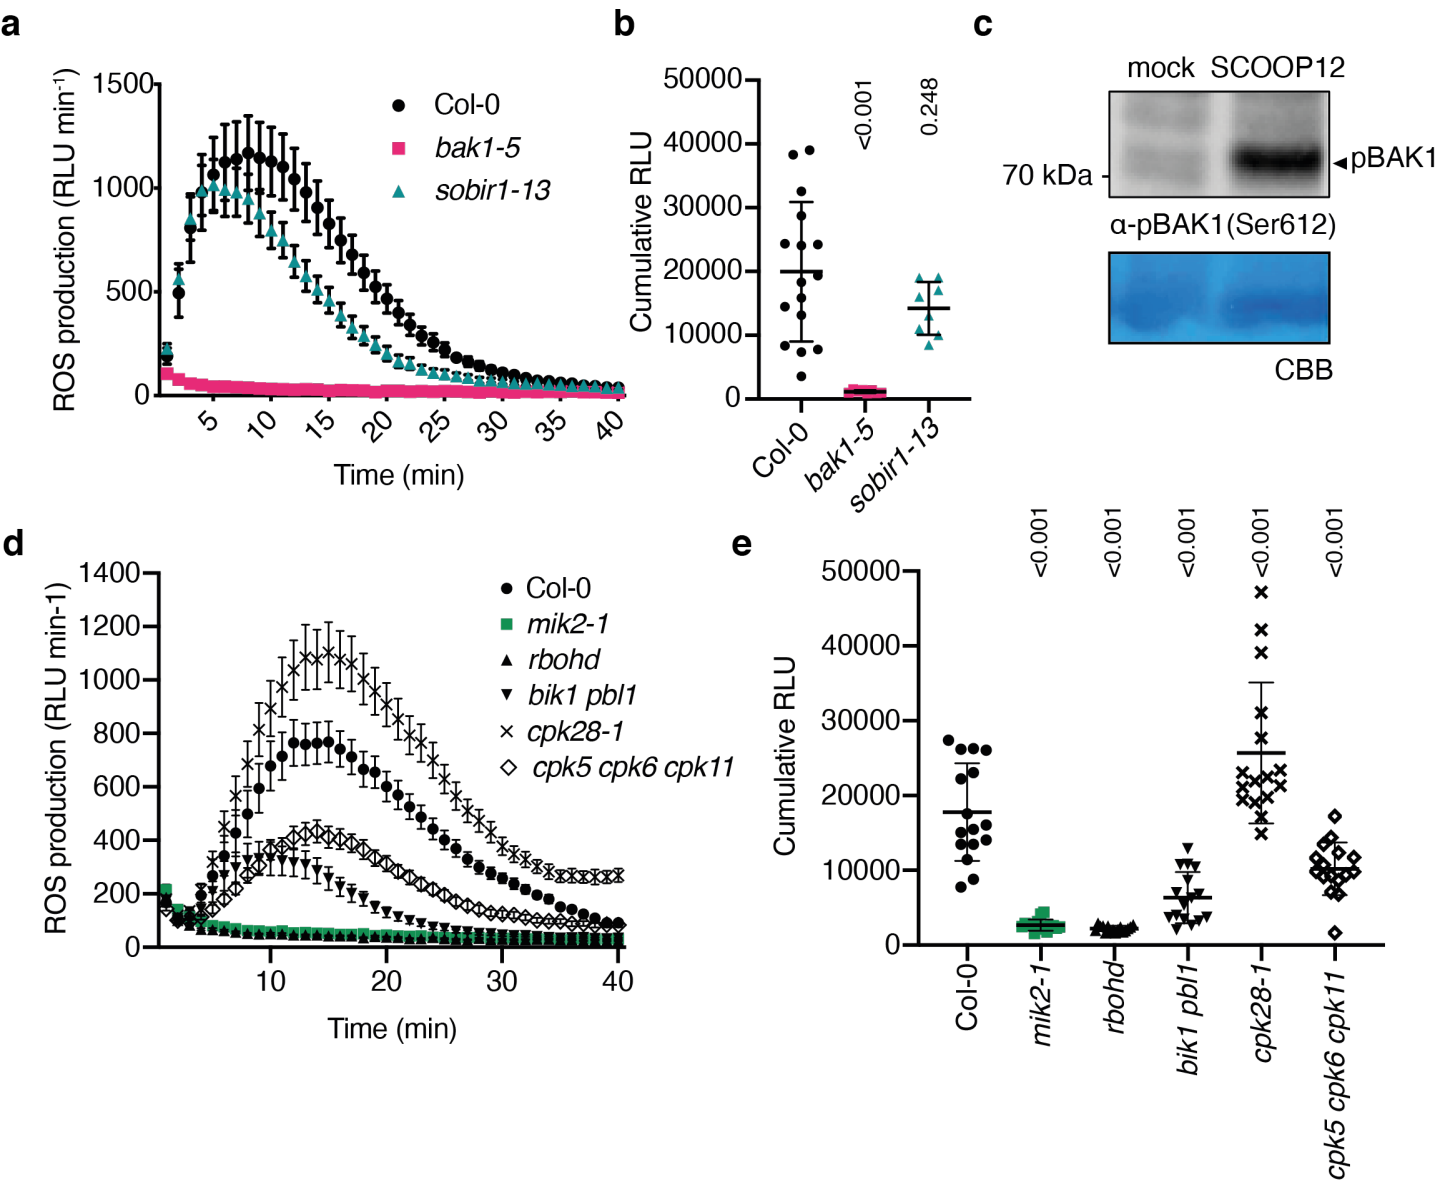 a
ROS production (RLU min⁻¹)
1500
1000
500
0
5
10
15
20
25
30
35
40
Time (min)
Col-0
bak1-5
sobir1-13
b
Cumulative RLU
50000
40000
30000
20000
10000
0
<0.001
0.248
Col-0
bak1-5
sobir1-13
c
mock SCOOP12
70 kDa
pBAK1
α-pBAK1(Ser612)
CBB
d
ROS production (RLU min-1)
1400
1200
1000
800
600
400
200
0
10
20
30
40
Time (min)
Col-0
mik2-1
rbohd
bik1 pbl1
cpk28-1
cpk5 cpk6 cpk11
e
Cumulative RLU
50000
40000
30000
20000
10000
0
<0.001
<0.001
<0.001
<0.001
<0.001
Col-0
mik2-1
rbohd
bik1 pbl1
cpk28-1
cpk5 cpk6 cpk11